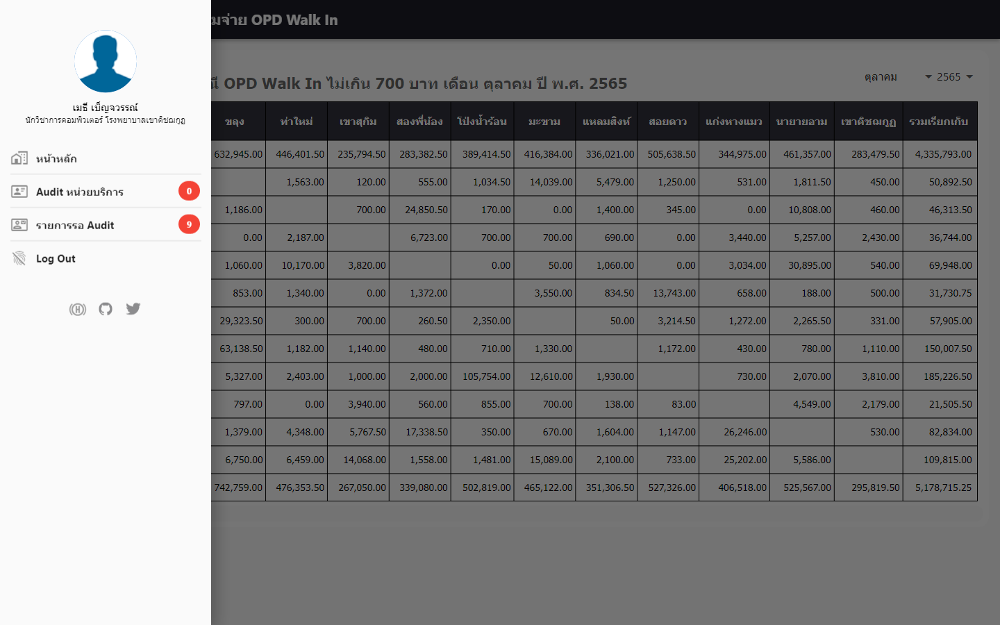 มจ่าย OPD Walk In
เมธี เบ็ญจวรรณ์
นักวิชาการคอมพิวเตอร์ โรงพยาบาลเขาคิชฌกูฏ
หน้าหลัก
Audit หน่วยบริการ 0
รายการรอ Audit 9
Log Out
OPD Walk In ไม่เกิน 700 บาท เดือน ตุลาคม ปี พ.ศ. 2565
ตุลาคม 2565
ขลุง ท่าใหม่ เขาสุกิม สองพี่น้อง โป่งน้ำร้อน มะขาม แหลมสิงห์ สอยดาว แก่งหางแมว นายายอาม เขาคิชฌกูฏ รวมเรียกเก็บ
632,945.00 446,401.50 235,794.50 283,382.50 389,414.50 416,384.00 336,021.00 505,638.50 344,975.00 461,357.00 283,479.50 4,335,793.00
1,563.00 120.00 555.00 1,034.50 14,039.00 5,479.00 1,250.00 531.00 1,811.50 450.00 50,892.50
1,186.00 700.00 24,850.50 170.00 0.00 1,400.00 345.00 0.00 10,808.00 460.00 46,313.50
0.00 2,187.00 6,723.00 700.00 700.00 690.00 0.00 3,440.00 5,257.00 2,430.00 36,744.00
1,060.00 10,170.00 3,820.00 0.00 50.00 1,060.00 0.00 3,034.00 30,895.00 540.00 69,948.00
853.00 1,340.00 0.00 1,372.00 3,550.00 834.50 13,743.00 658.00 188.00 500.00 31,730.75
29,323.50 300.00 700.00 260.50 2,350.00 50.00 3,214.50 1,272.00 2,265.50 331.00 57,905.00
63,138.50 1,182.00 1,140.00 480.00 710.00 1,330.00 1,172.00 430.00 780.00 1,110.00 150,007.50
5,327.00 2,403.00 1,000.00 2,000.00 105,754.00 12,610.00 1,930.00 730.00 2,070.00 3,810.00 185,226.50
797.00 0.00 3,940.00 560.00 855.00 700.00 138.00 83.00 4,549.00 2,179.00 21,505.50
1,379.00 4,348.00 5,767.50 17,338.50 350.00 670.00 1,604.00 1,147.00 26,246.00 530.00 82,834.00
6,750.00 6,459.00 14,068.00 1,558.00 1,481.00 15,089.00 2,100.00 733.00 25,202.00 5,586.00 109,815.00
742,759.00 476,353.50 267,050.00 339,080.00 502,819.00 465,122.00 351,306.50 527,326.00 406,518.00 525,567.00 295,819.50 5,178,715.25